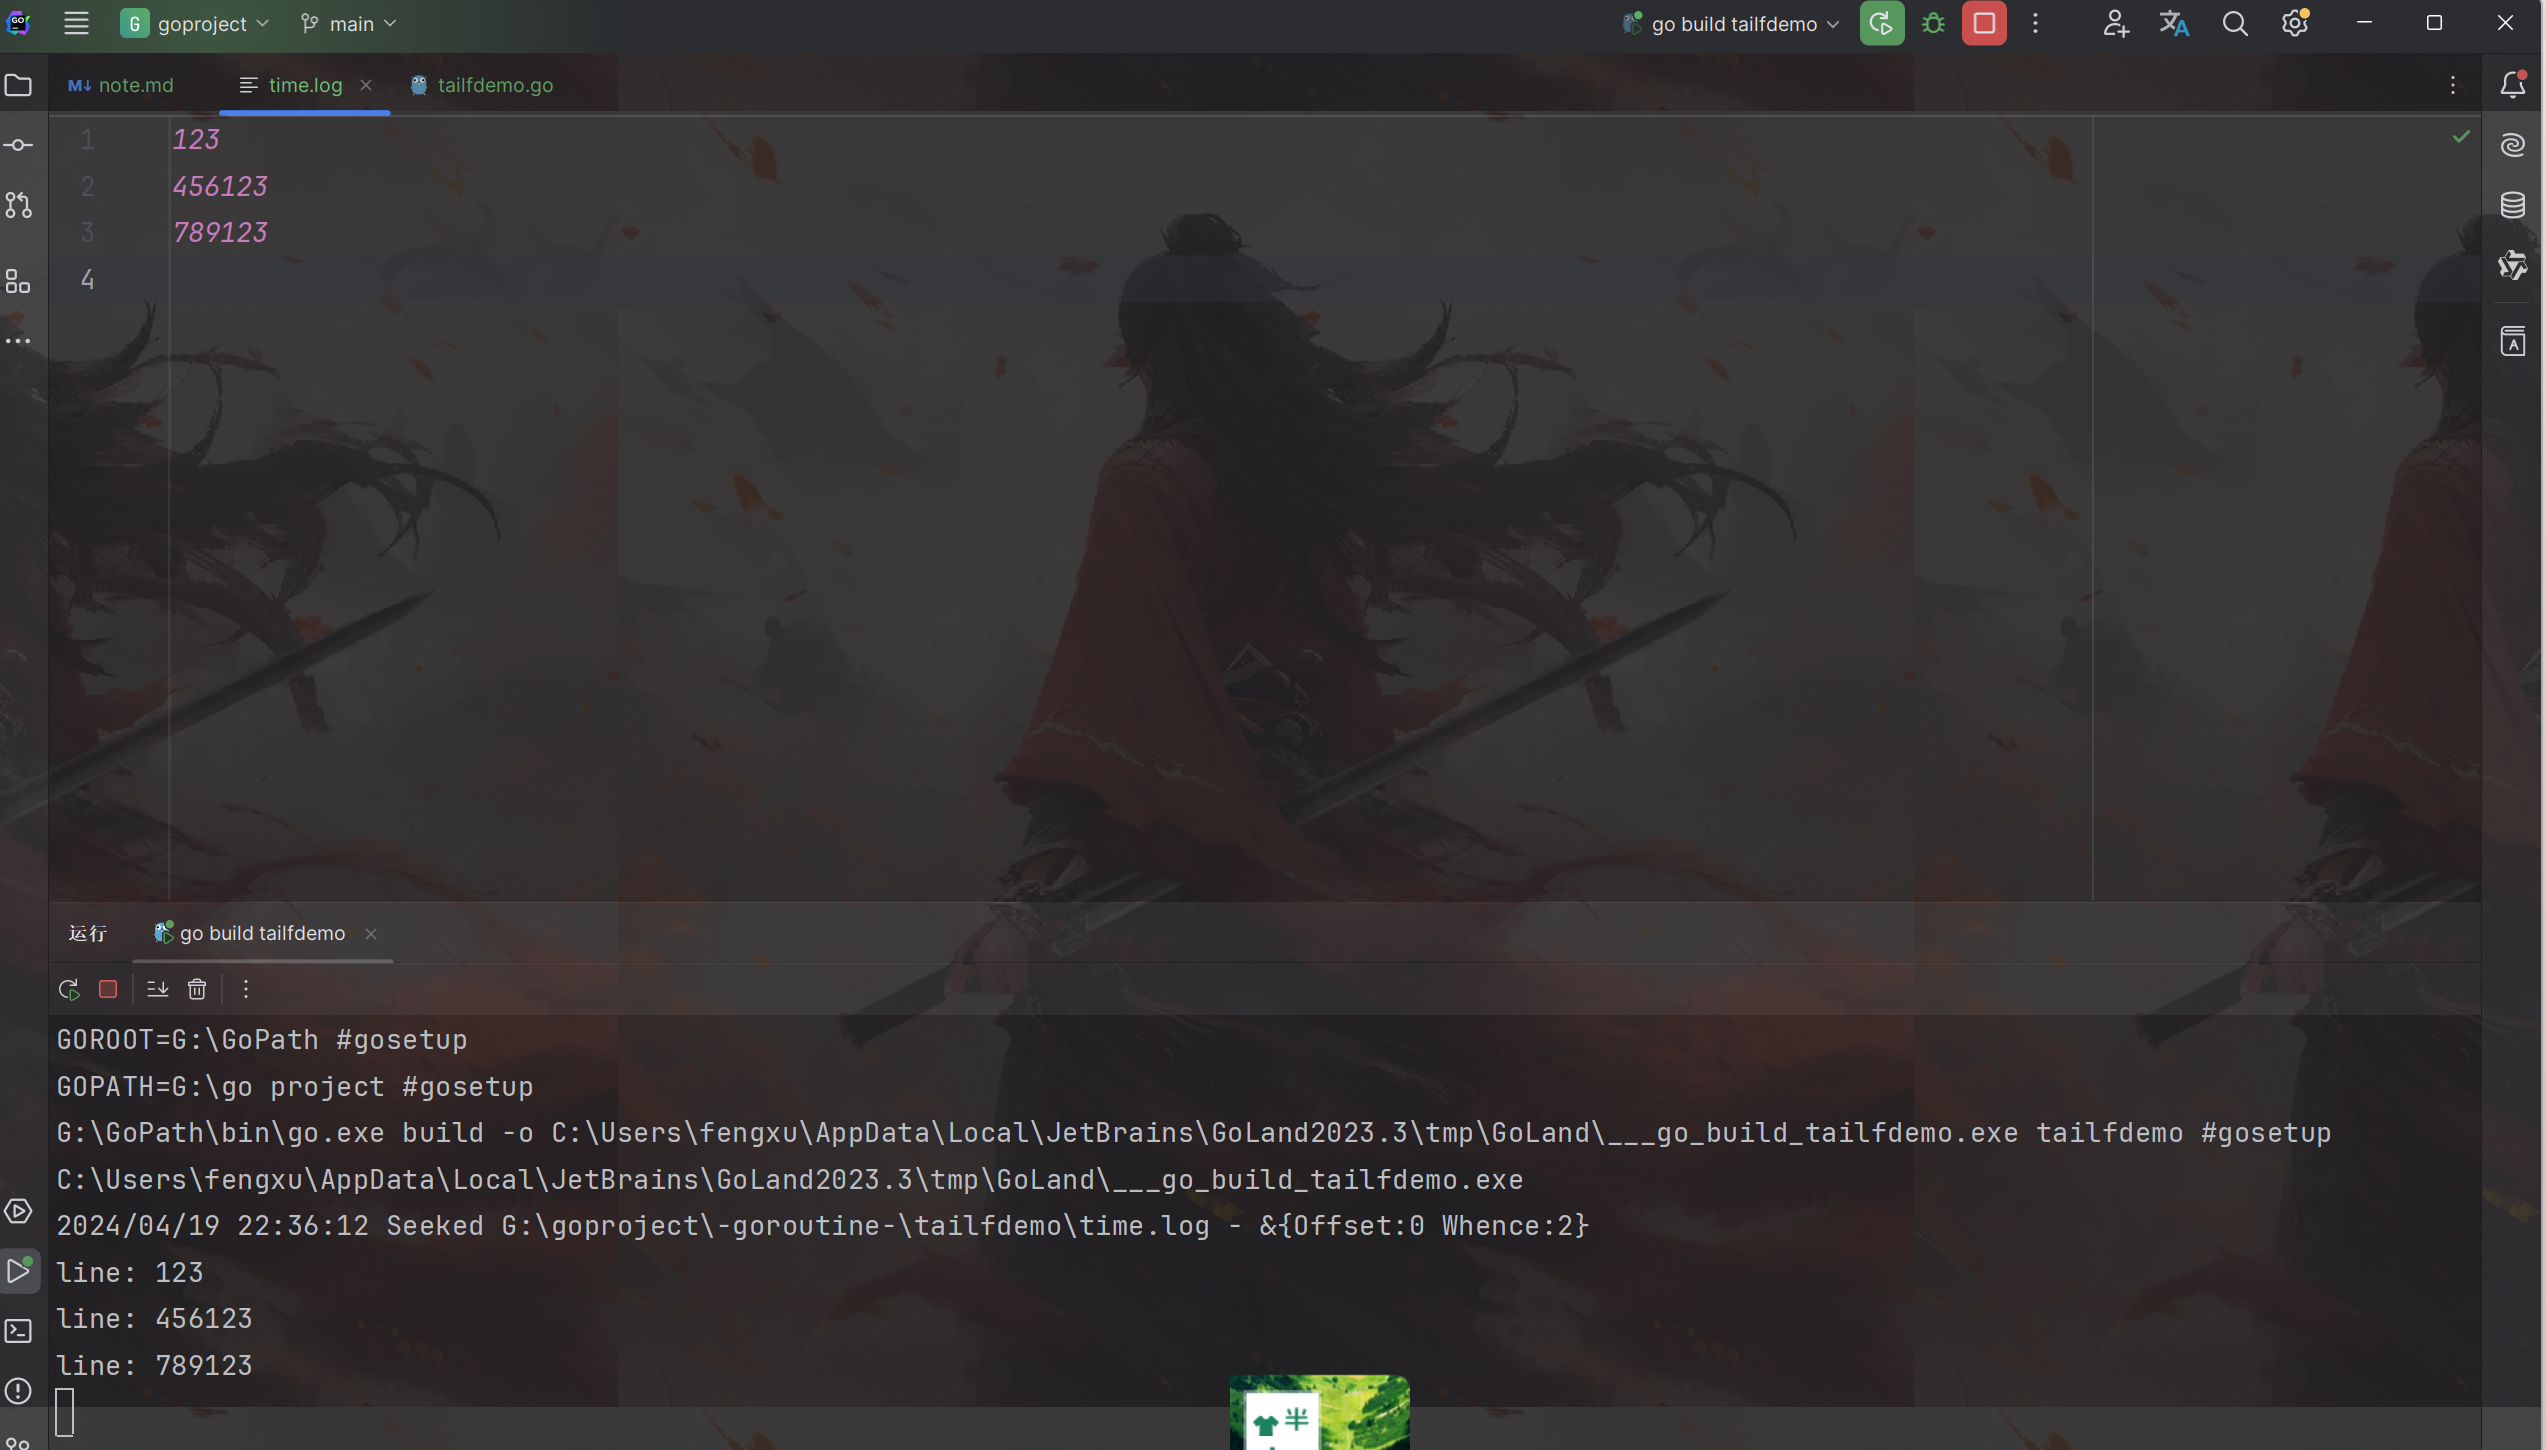 G goproject main go build tailfdemo
note.md time.log tailfdemo.go
1 123
2 456123
3 789123
4
运行 go build tailfdemo
GOROOT=G:\GoPath #gosetup
GOPATH=G:\go project #gosetup
G:\GoPath\bin\go.exe build -o C:\Users\fengxu\AppData\Local\JetBrains\GoLand2023.3\tmp\GoLand\___go_build_tailfdemo.exe tailfdemo #gosetup
C:\Users\fengxu\AppData\Local\JetBrains\GoLand2023.3\tmp\GoLand\___go_build_tailfdemo.exe
2024/04/19 22:36:12 Seeked G:\goproject\-goroutine-\tailfdemo\time.log - &{Offset:0 Whence:2}
line: 123
line: 456123
line: 789123
半